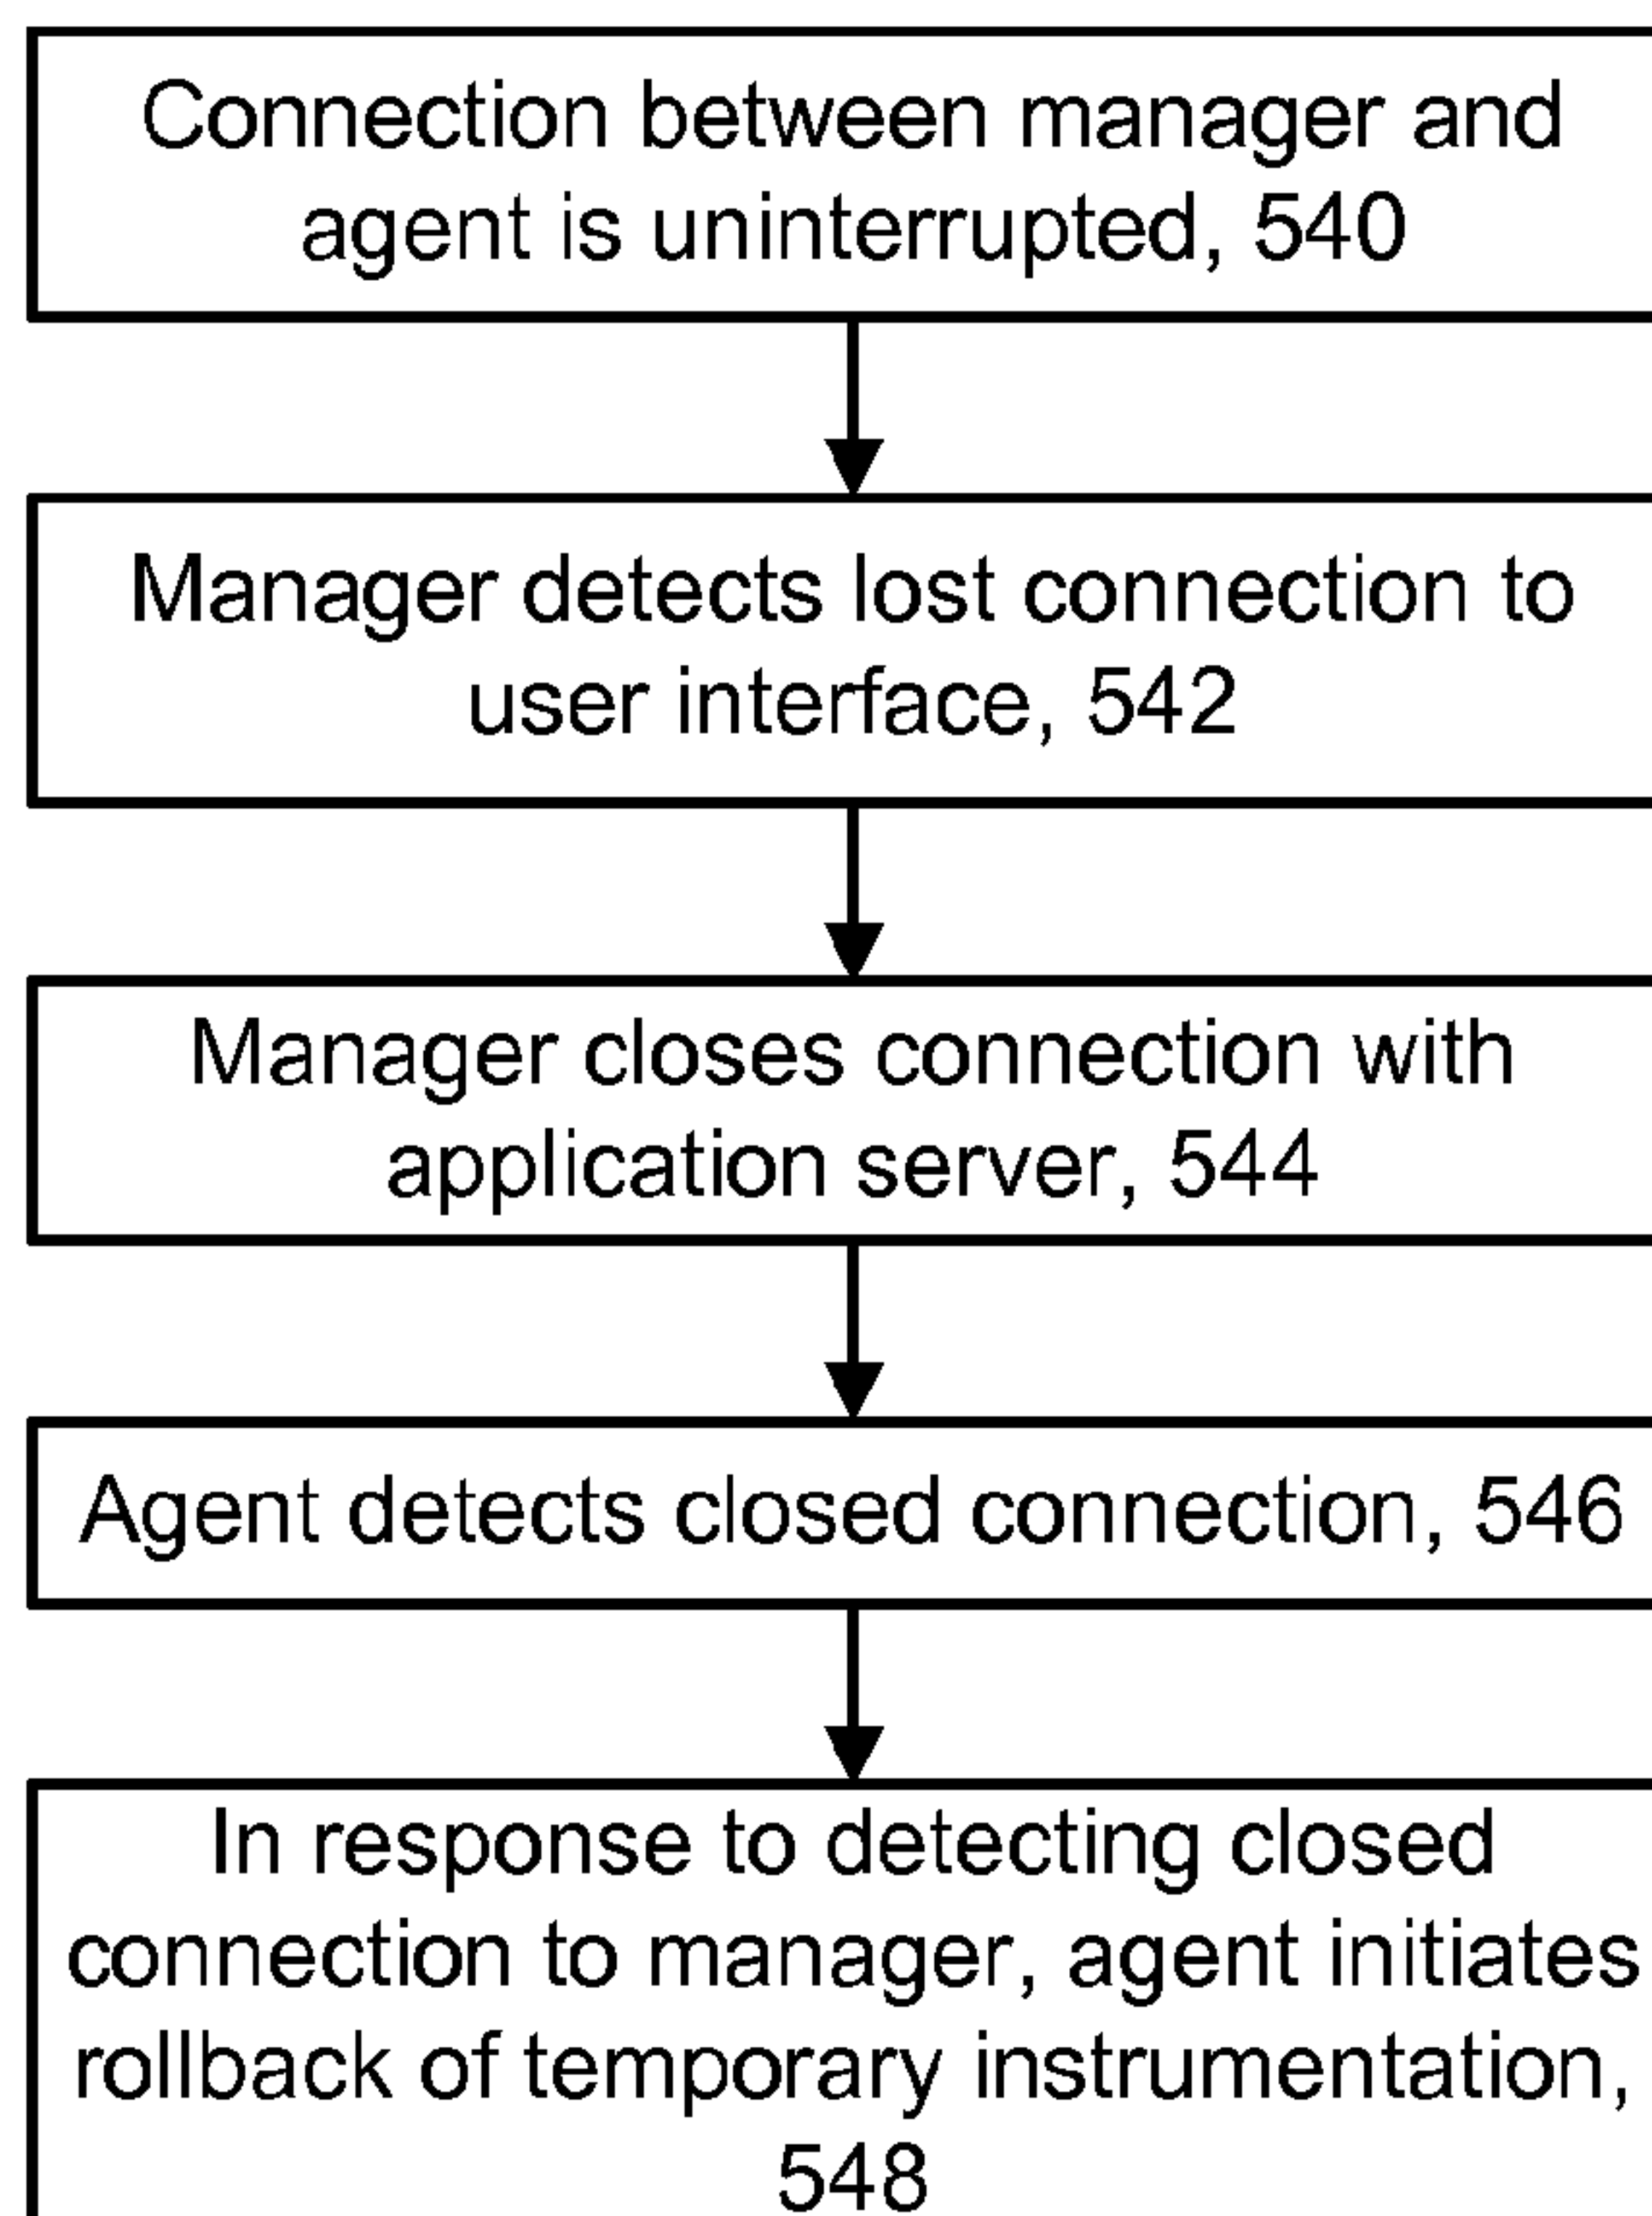 Connection between manager and
agent is uninterrupted, 540
Manager detects lost connection to
user interface, 542
Manager closes connection with
application server, 544
Agent detects closed connection, 546
In response to detecting closed
connection to manager, agent initiates
rollback of temporary instrumentation,
548